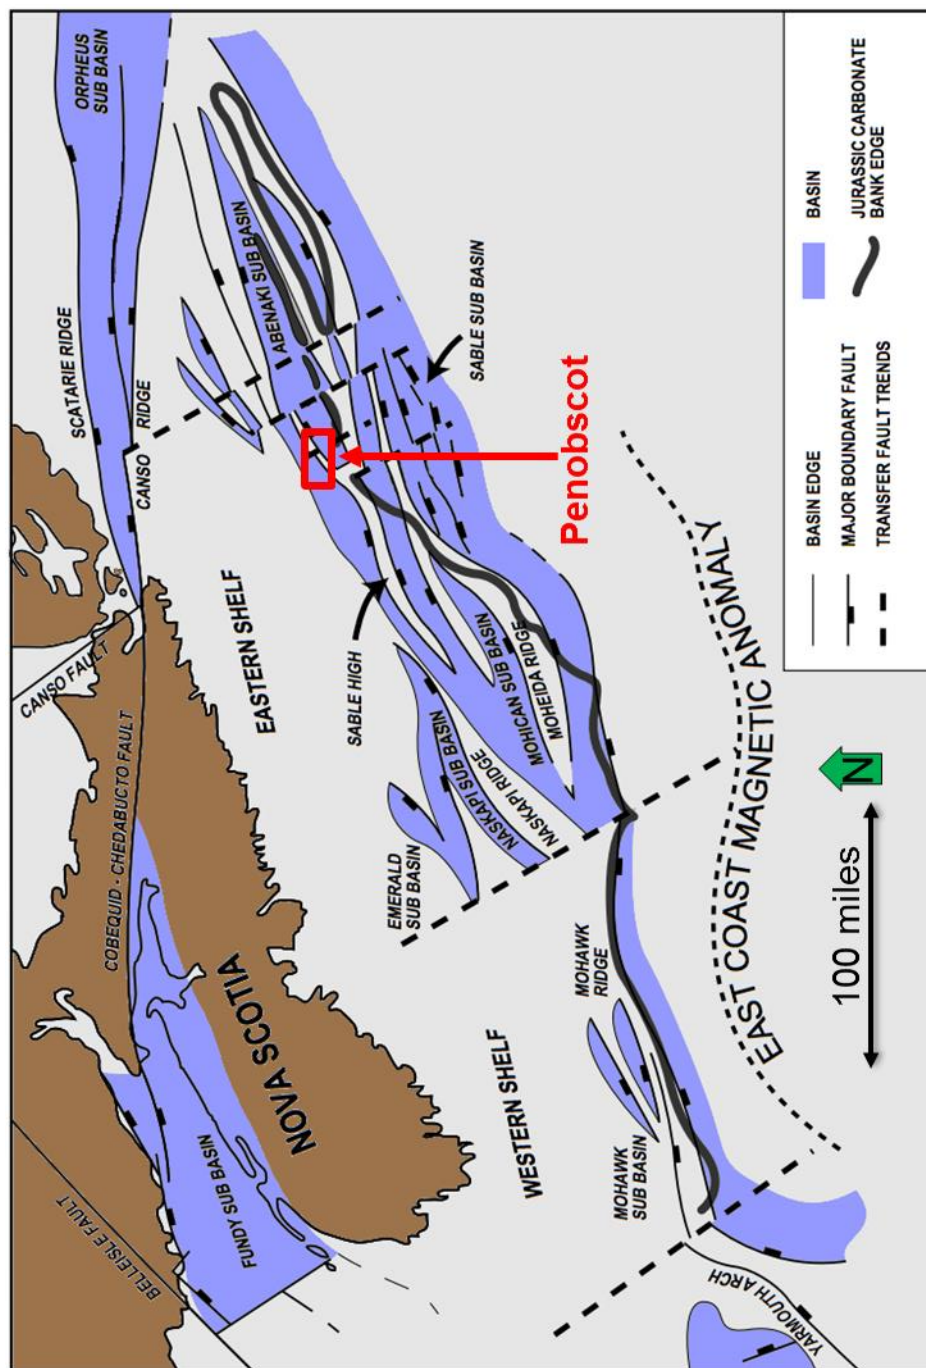 ORPHEUS
SUB BASIN
SCATARIE RIDGE
CANSO
RIDGE
CANSO FAULT
COBEQUID - CHEDABUCTO FAULT
BELLEISLE FAULT
FUNDY SUB BASIN
NOVA SCOTIA
EASTERN SHELF
ABENAKI SUB BASIN
SABLE SUB BASIN
Penobscot
SABLE HIGH
MOHICAN SUB BASIN
MOHEIDA RIDGE
NASKAPI SUB BASIN
NASKAPI RIDGE
EMERALD
SUB BASIN
WESTERN SHELF
MOHAWK
RIDGE
MOHAWK
SUB BASIN
YARMOUTH ARCH
EAST COAST MAGNETIC ANOMALY
N
100 miles
BASIN EDGE
MAJOR BOUNDARY FAULT
TRANSFER FAULT TRENDS
BASIN
JURASSIC CARBONATE
BANK EDGE